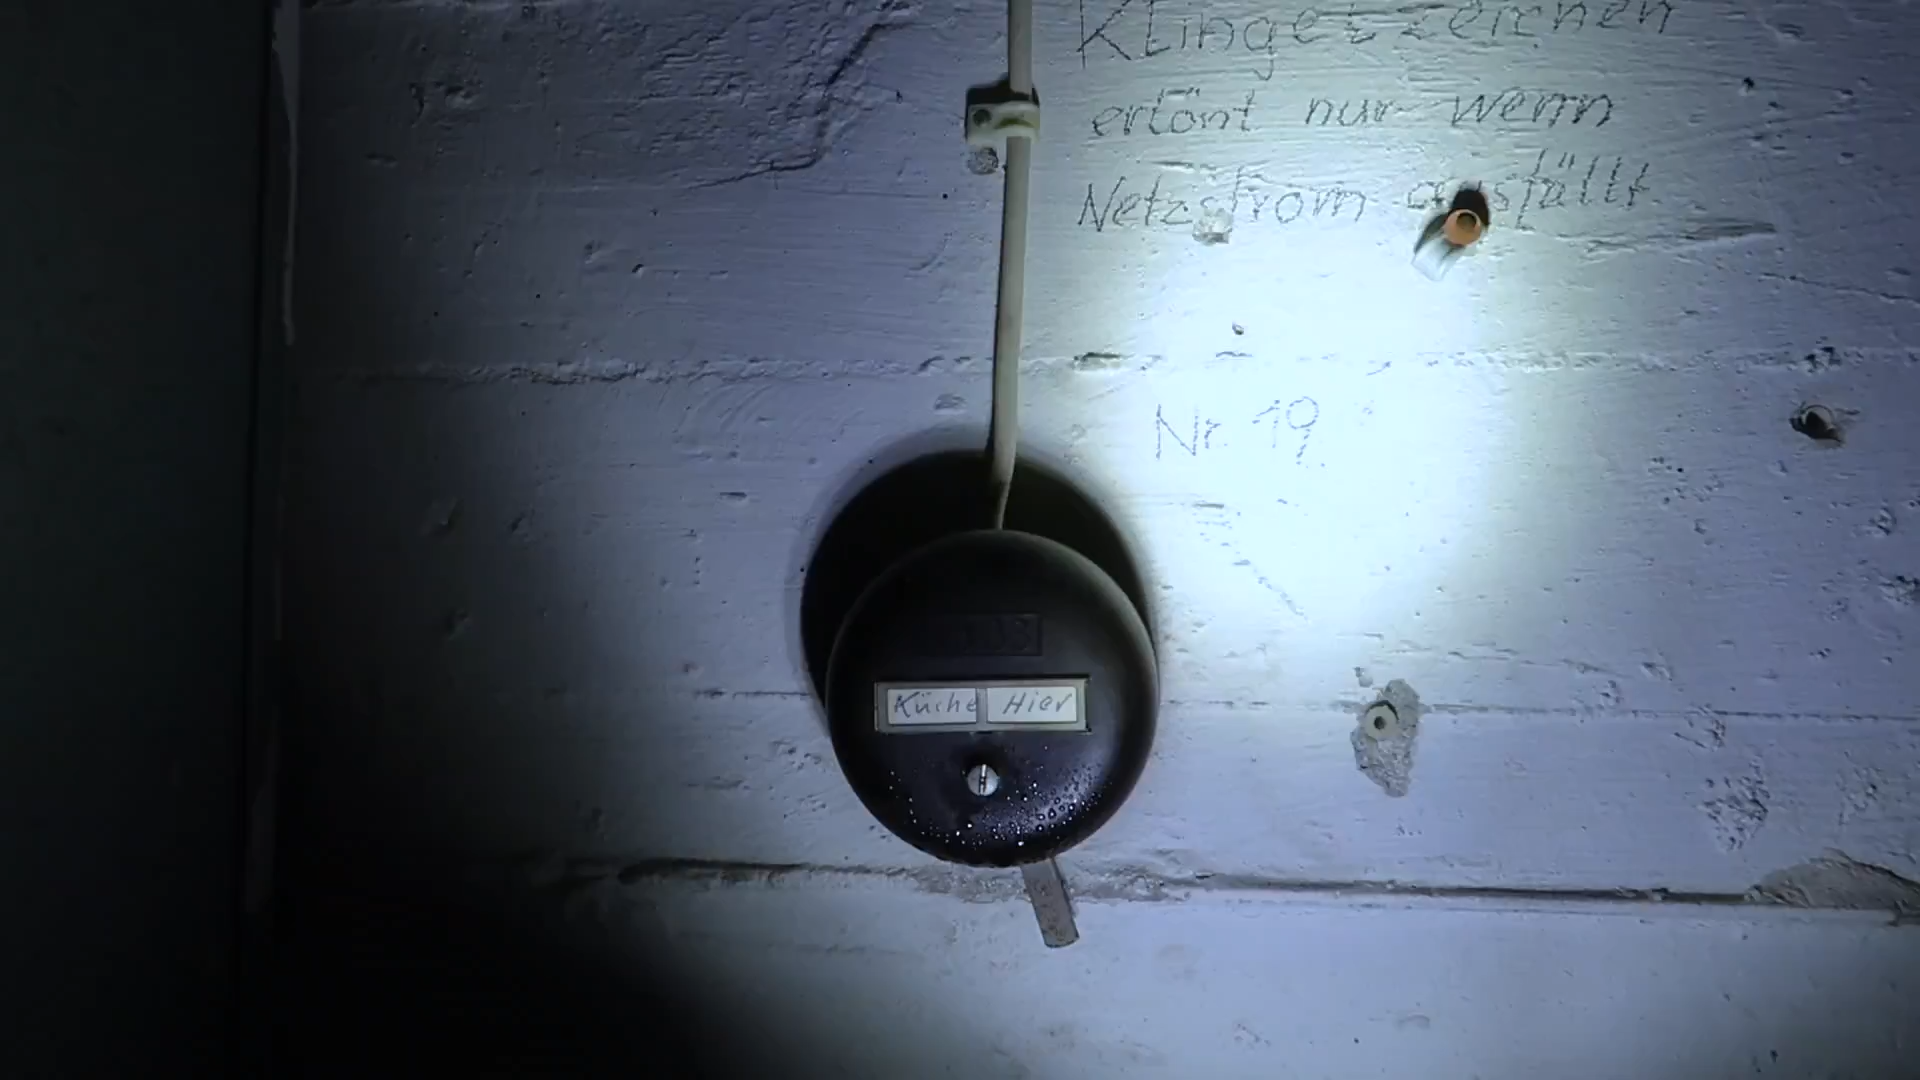 Klingelzeichen
ertönt nur wenn
Netzstrom ausfällt
Nr. 19
Küche Hier